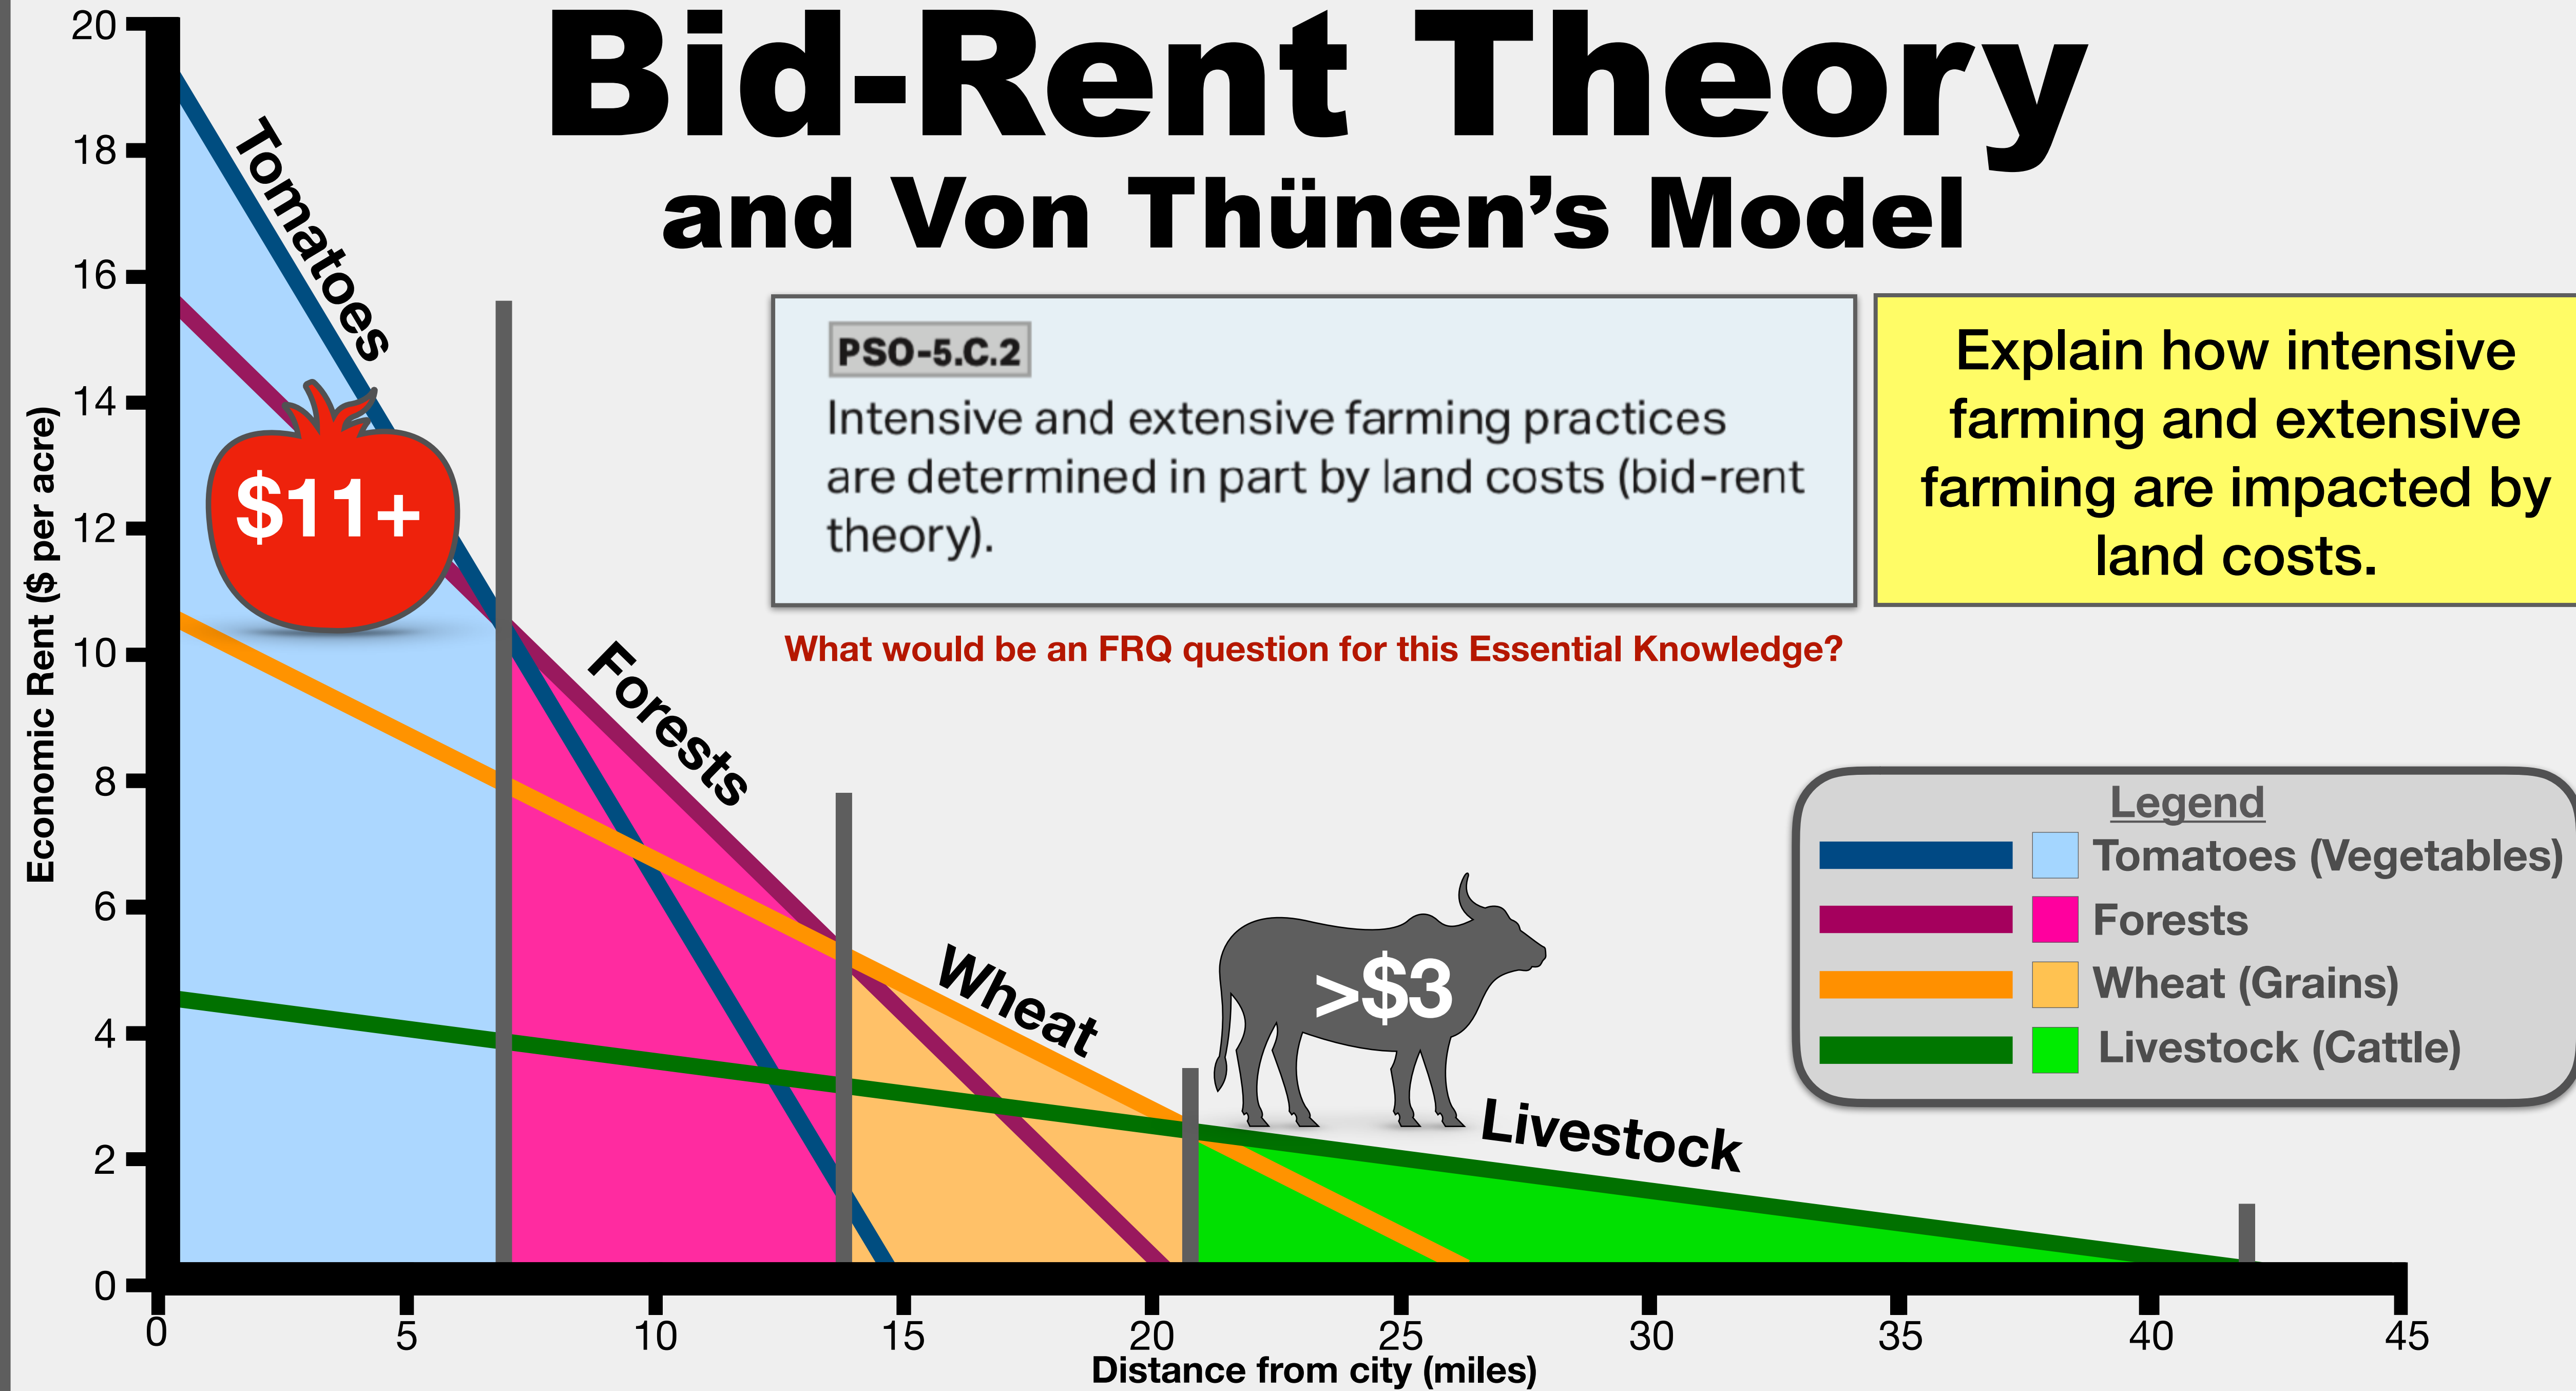 Bid-Rent Theory
and Von Thünen’s Model
PSO-5.C.2
Intensive and extensive farming practices
are determined in part by land costs (bid-rent
theory).
Explain how intensive
farming and extensive
farming are impacted by
land costs.
What would be an FRQ question for this Essential Knowledge?
Economic Rent ($ per acre)
20
18
16
14
12
10
8
6
4
2
0
Tomatoes
$11+
Forests
Wheat
>$3
Livestock
Legend
Tomatoes (Vegetables)
Forests
Wheat (Grains)
Livestock (Cattle)
0 5 10 15 20 25 30 35 40 45
Distance from city (miles)